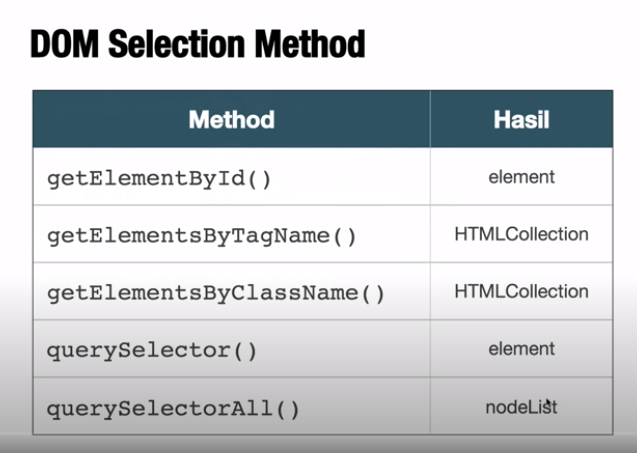 DOM Selection Method
Method Hasil
getElementById() element
getElementsByTagName() HTMLCollection
getElementsByClassName() HTMLCollection
querySelector() element
querySelectorAll() nodeList